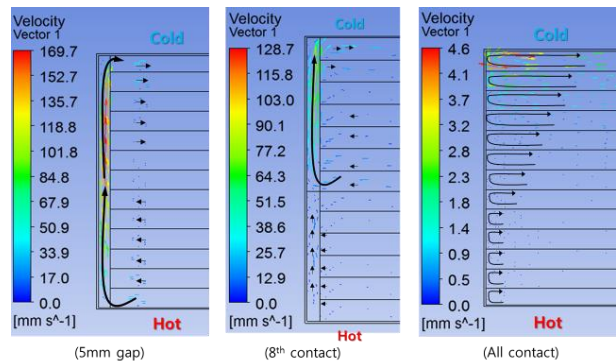 Velocity
Vector 1
169.7
152.7
135.7
118.8
101.8
84.8
67.9
50.9
33.9
17.0
0.0
[mm s^-1]
Cold
Hot
(5mm gap)
Velocity
Vector 1
128.7
115.8
103.0
90.1
77.2
64.4
51.5
38.6
25.7
12.9
0.0
[mm s^-1]
Cold
Hot
(8th contact)
Velocity
Vector 1
4.6
4.1
3.7
3.2
2.8
2.3
1.8
1.4
0.9
0.5
0.0
[mm s^-1]
Cold
Hot
(All contact)